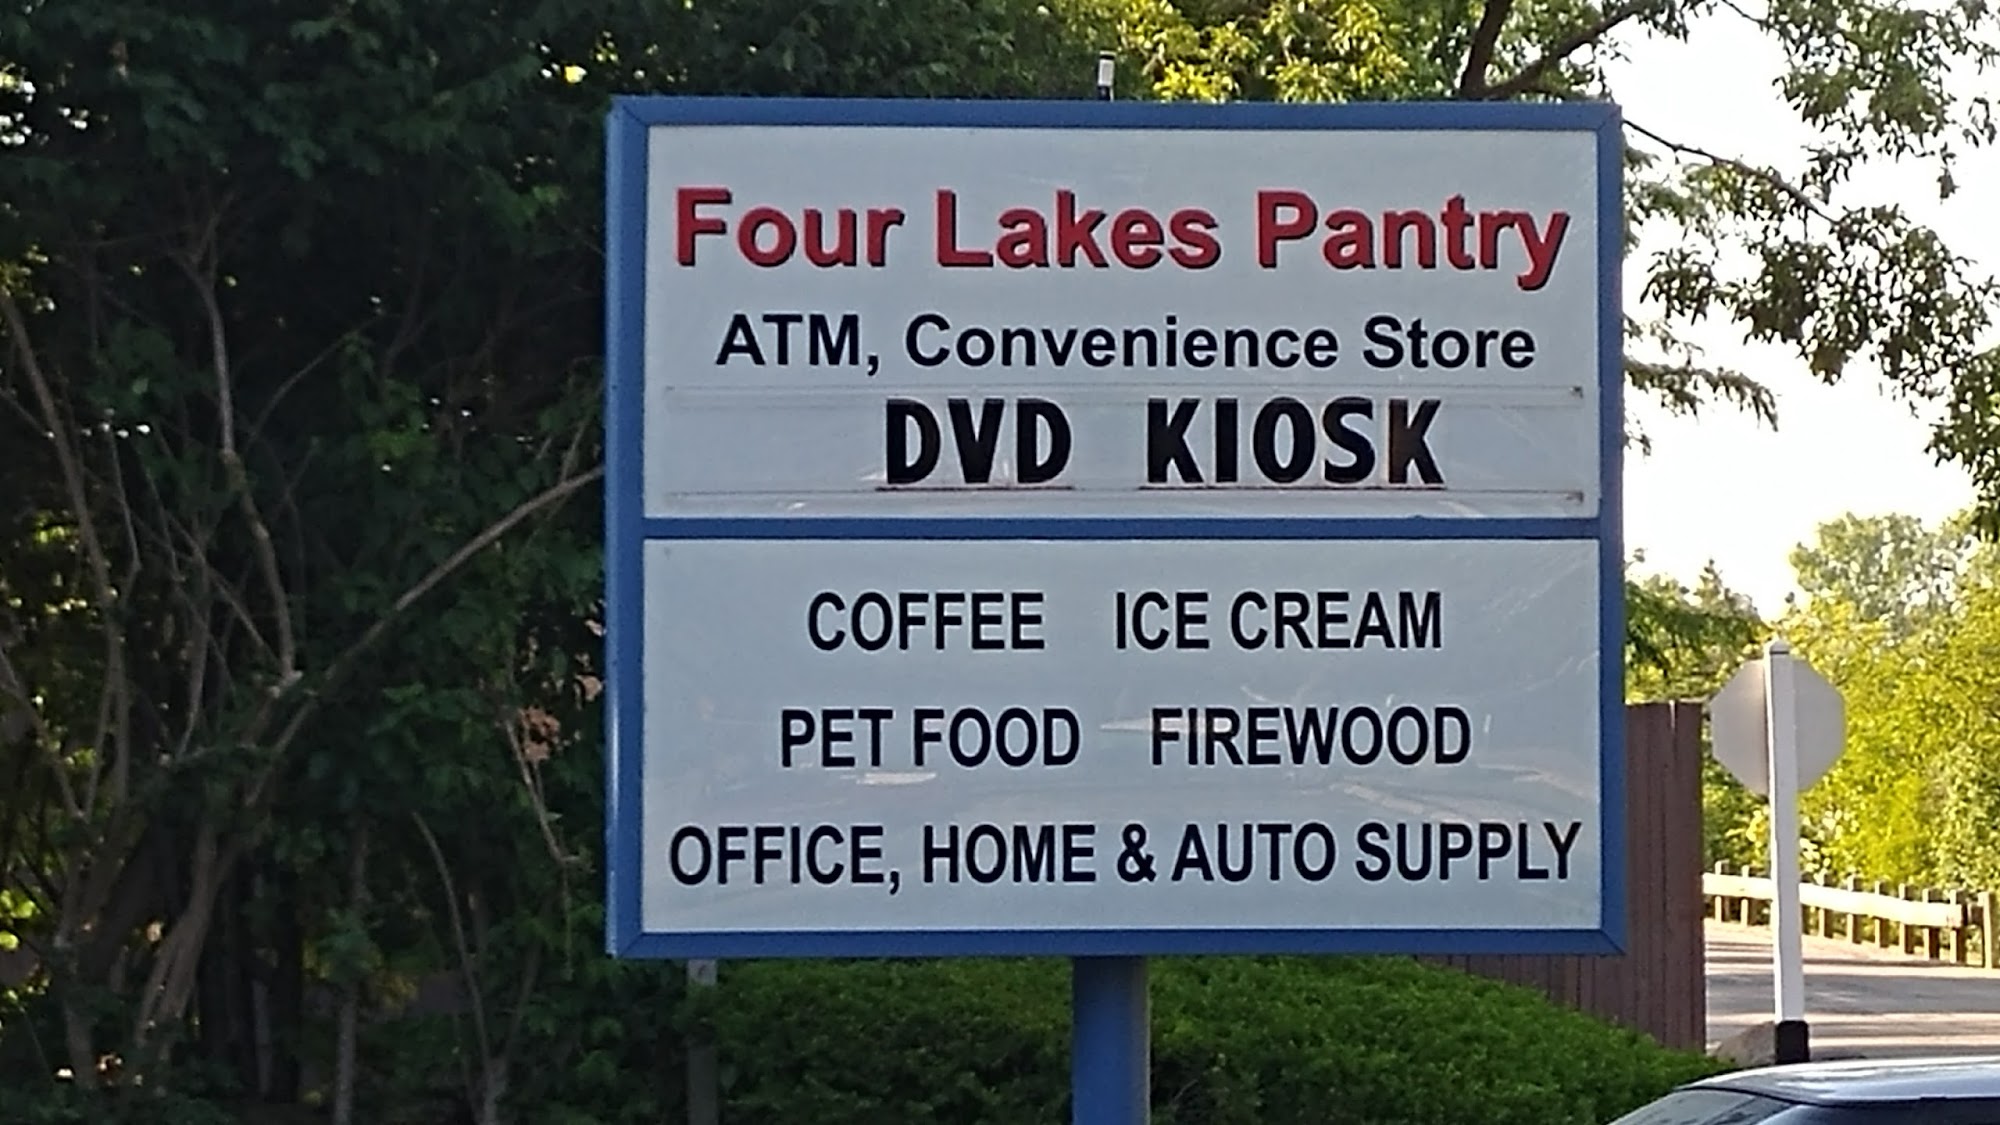 Four Lakes Pantry
ATM, Convenience Store
DVD KIOSK
COFFEE ICE CREAM
PET FOOD FIREWOOD
OFFICE, HOME & AUTO SUPPLY